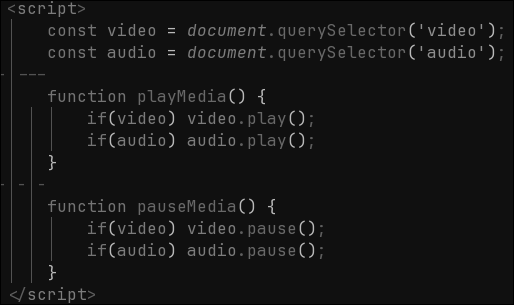 <script>
const video = document.querySelector('video');
const audio = document.querySelector('audio');
function playMedia() {
if(video) video.play();
if(audio) audio.play();
}
function pauseMedia() {
if(video) video.pause();
if(audio) audio.pause();
}
</script>